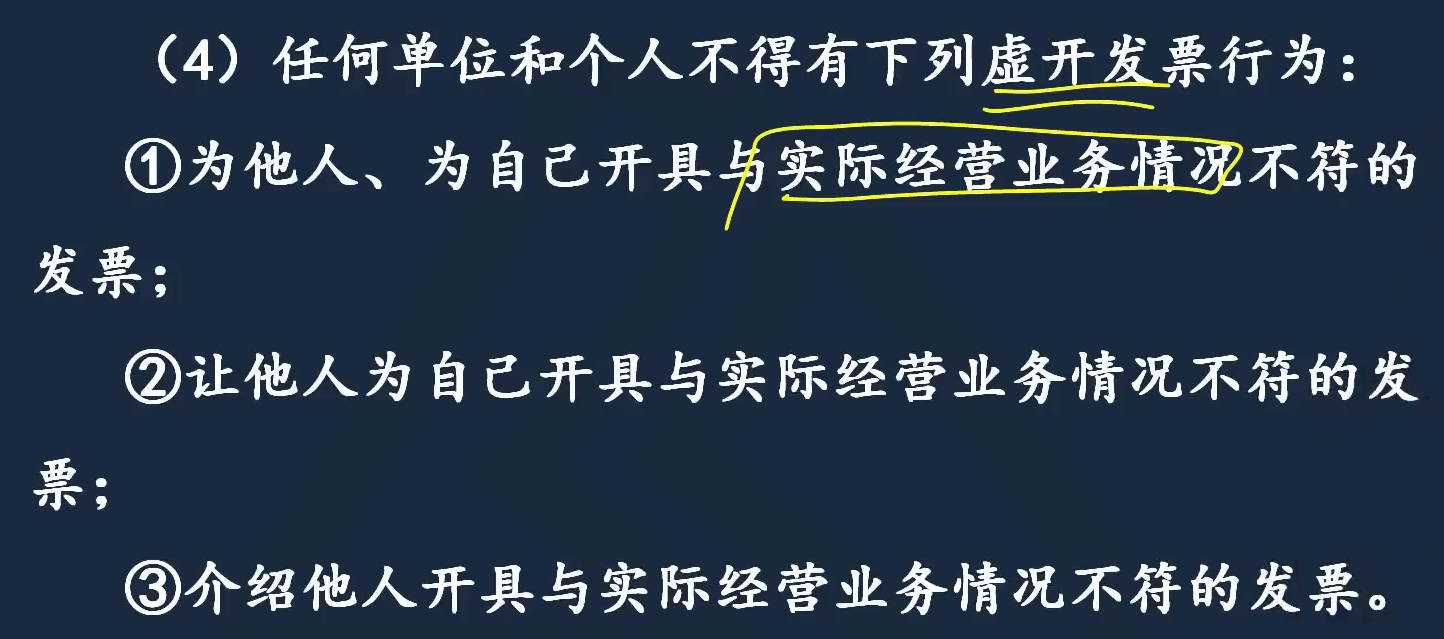 （4）任何单位和个人不得有下列虚开发票行为：
①为他人、为自己开具与实际经营业务情况不符的
发票；
②让他人为自己开具与实际经营业务情况不符的发
票；
③介绍他人开具与实际经营业务情况不符的发票。